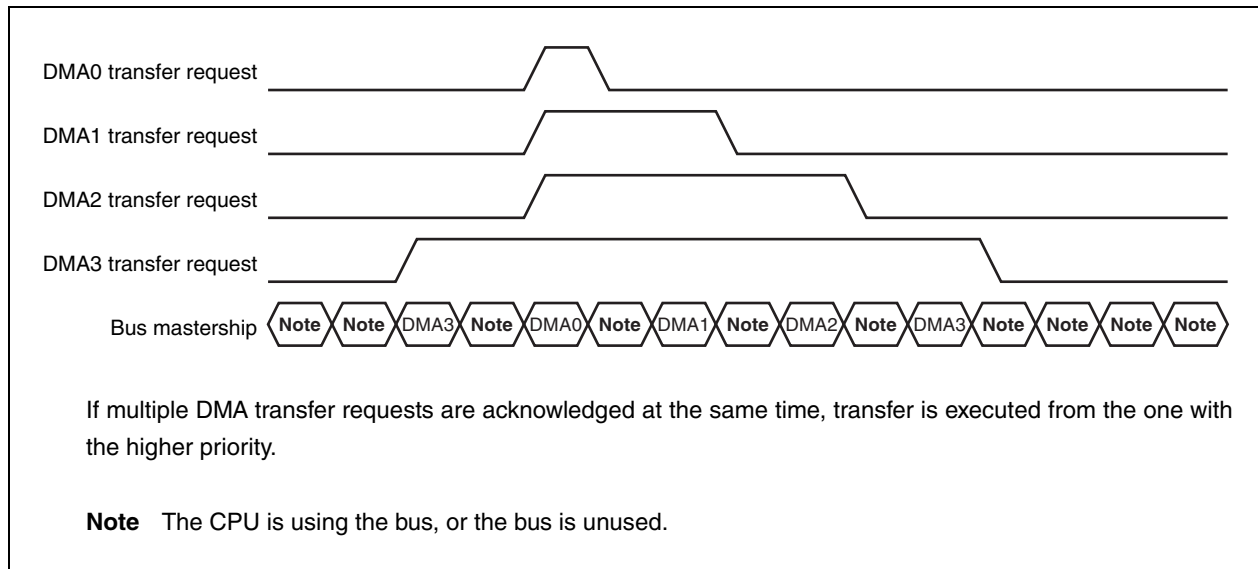 DMA0 transfer request
DMA1 transfer request
DMA2 transfer request
DMA3 transfer request
Bus mastership Note Note DMA3 Note DMA0 Note DMA1 Note DMA2 Note DMA3 Note Note Note Note
If multiple DMA transfer requests are acknowledged at the same time, transfer is executed from the one with
the higher priority.
Note The CPU is using the bus, or the bus is unused.